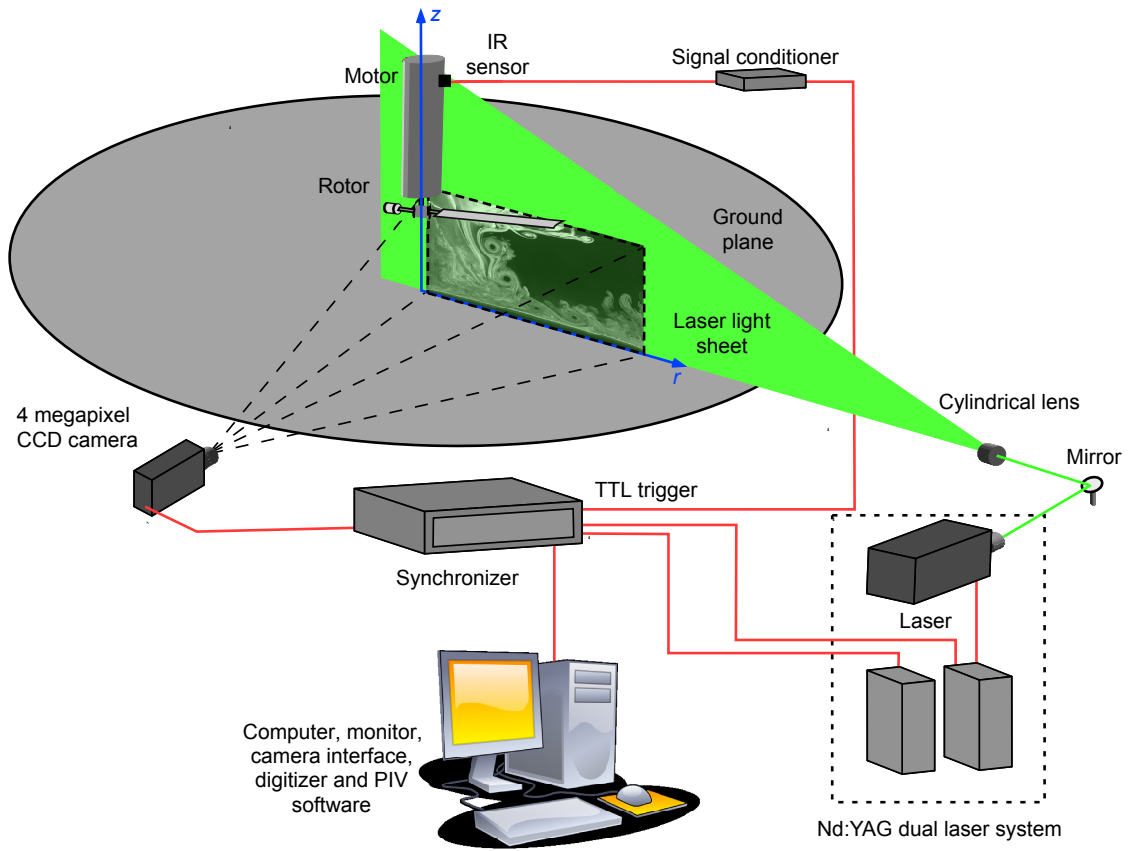 z
IR
sensor
Signal conditioner
Motor
Rotor
Ground
plane
Laser light
sheet
r
4 megapixel
CCD camera
Cylindrical lens
Mirror
TTL trigger
Synchronizer
Laser
Computer, monitor,
camera interface,
digitizer and PIV
software
Nd:YAG dual laser system